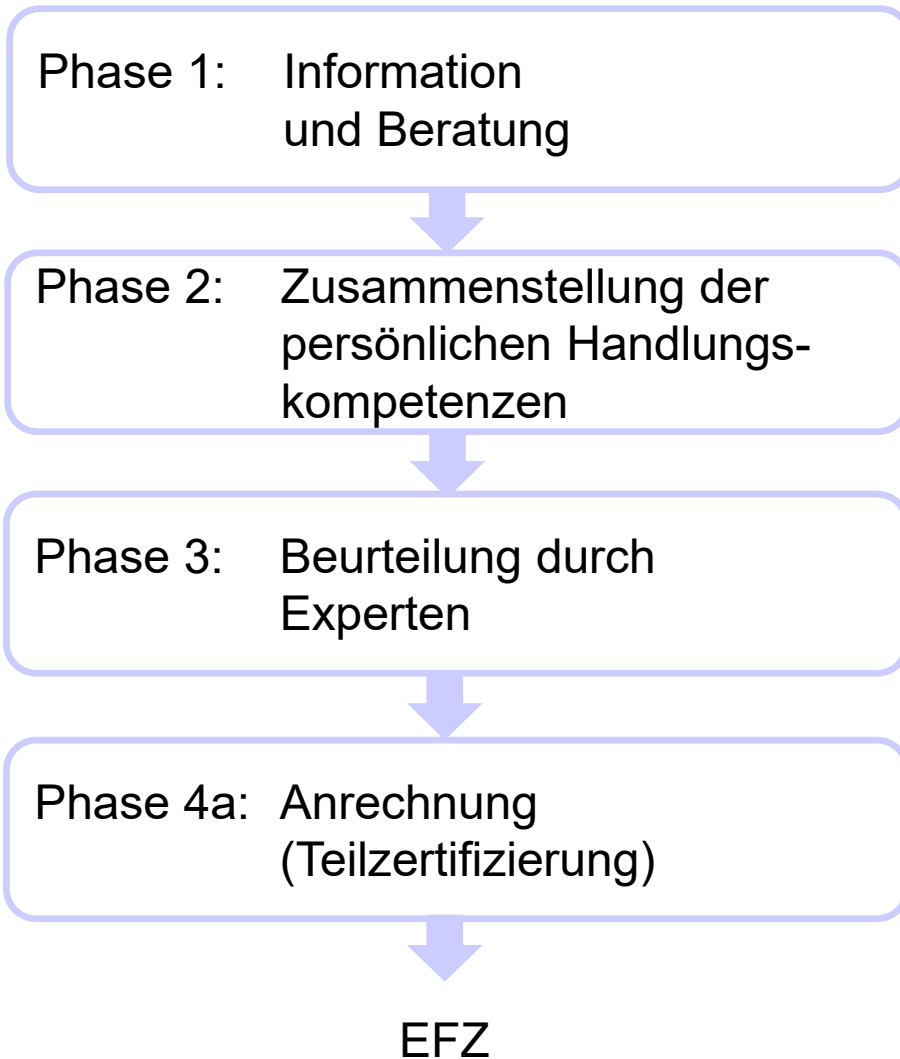 Phase 1: Information
und Beratung
Phase 2: Zusammenstellung der
persönlichen Handlungs-
kompetenzen
Phase 3: Beurteilung durch
Experten
Phase 4a: Anrechnung
(Teilzertifizierung)
EFZ